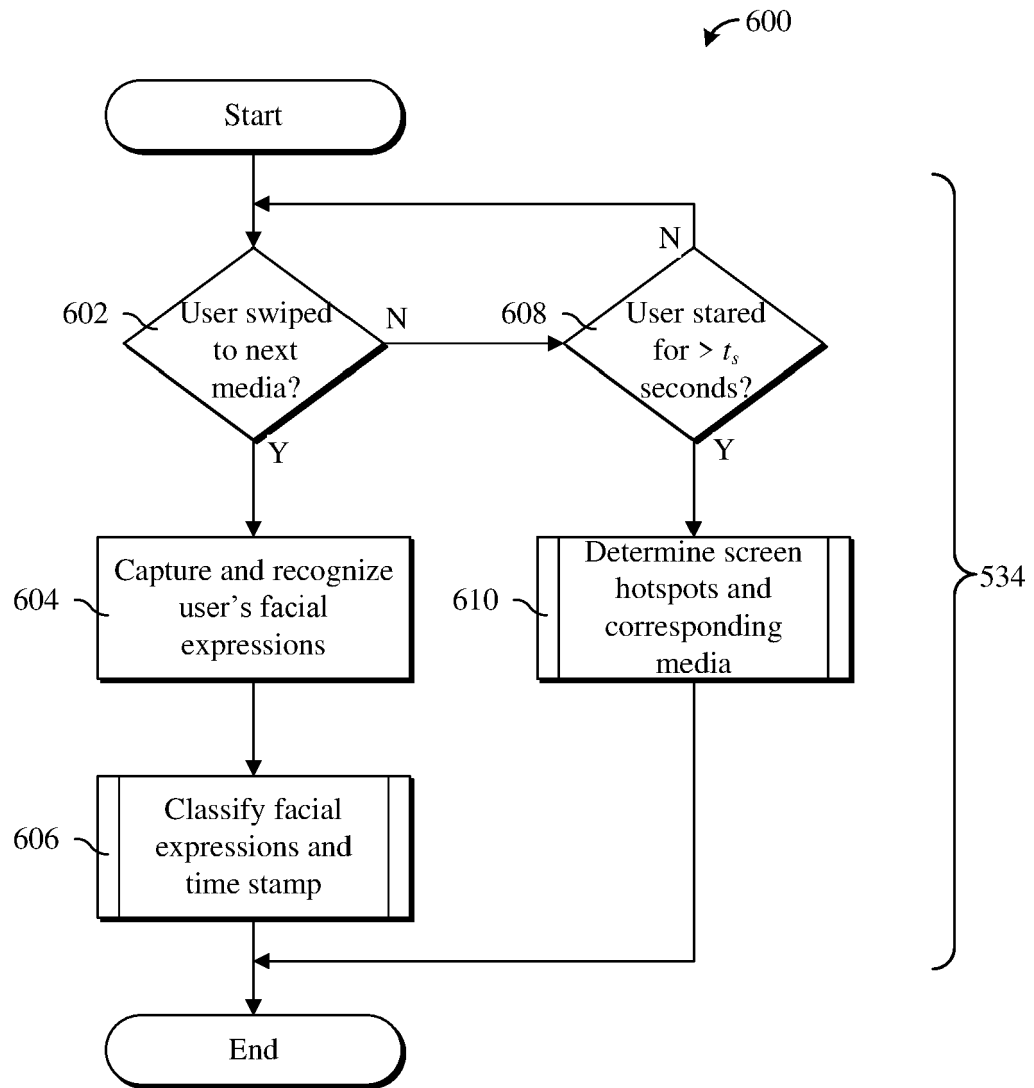 600
Start
602
User swiped
to next
media?
N
Y
608
User stared
for > tₛ
seconds?
N
Y
604
Capture and recognize
user's facial
expressions
610
Determine screen
hotspots and
corresponding
media
534
606
Classify facial
expressions and
time stamp
End